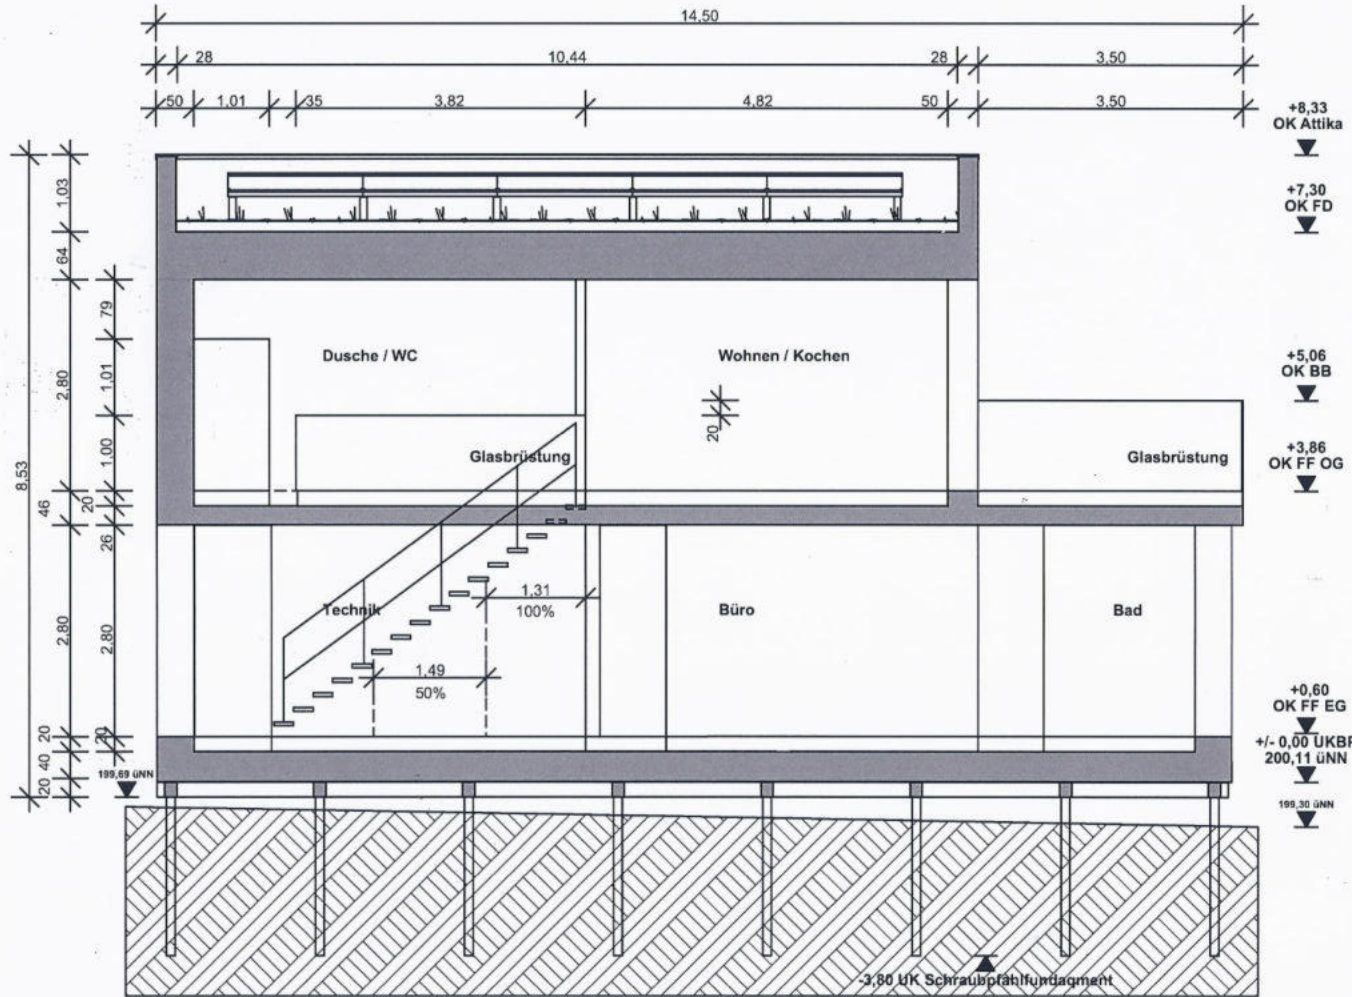 14,50
28 10,44 28 3,50
50 1,01 35 3,82 4,82 50 3,50
+8,33
OK Attika
1,03
+7,30
OK FD
64
79
Dusche / WC Wohnen / Kochen
+5,06
OK BB
2,80 1,01
20
1,00
Glasbrüstung Glasbrüstung
+3,86
OK FF OG
8,53
46 20
26
1,31
100%
Technik Büro Bad
2,80 2,80
1,49
50%
+0,60
OK FF EG
20 20
+/- 0,00 UKBF
200,11 üNN
40
199,69 üNN
20
199,30 üNN
-3,80 UK Schraubpfählfundaqment